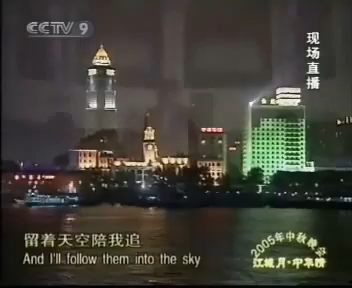 CCTV 9
现场直播
留着天空陪我追
And I'll follow them into the sky
2005年中秋晚会
江城月·中华情